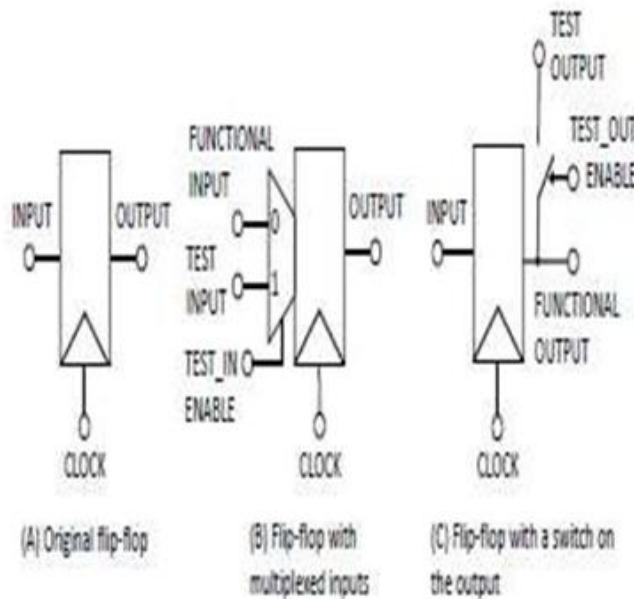 INPUT
OUTPUT
CLOCK
(A) Original flip-flop
FUNCTIONAL
INPUT
0
TEST
INPUT
1
TEST_IN
ENABLE
OUTPUT
CLOCK
(B) Flip-flop with
multiplexed inputs
TEST
OUTPUT
TEST_OUT
ENABLE
INPUT
FUNCTIONAL
OUTPUT
CLOCK
(C) Flip-flop with a switch on
the output